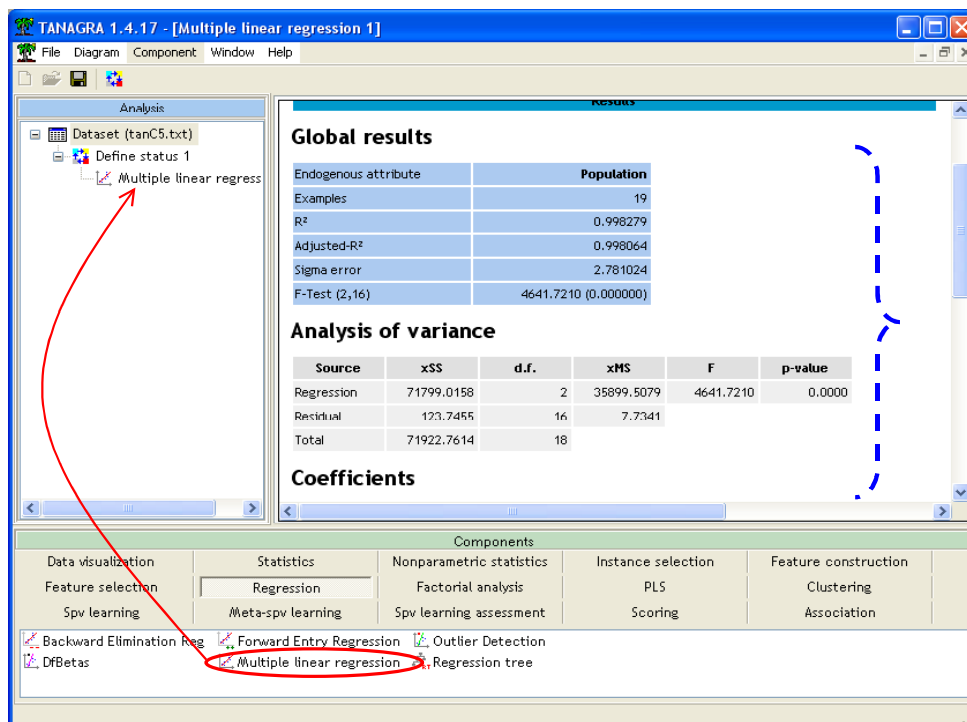 TANAGRA 1.4.17 - [Multiple linear regression 1]
File Diagram Component Window Help
Analysis
Dataset (tanC5.txt)
Define status 1
Multiple linear regress
Results
Global results
Endogenous attribute Population
Examples 19
R² 0.998279
Adjusted-R² 0.998064
Sigma error 2.781024
F-Test (2,16) 4641.7210 (0.000000)
Analysis of variance
Source xSS d.f. xMS F p-value
Regression 71799.0158 2 35899.5079 4641.7210 0.0000
Residual 123.7455 16 7.7341
Total 71922.7614 18
Coefficients
Components
Data visualization Statistics Nonparametric statistics Instance selection Feature construction
Feature selection Regression Factorial analysis PLS Clustering
Spv learning Meta-spv learning Spv learning assessment Scoring Association
Backward Elimination Reg Forward Entry Regression Outlier Detection
DfBetas Multiple linear regression Regression tree